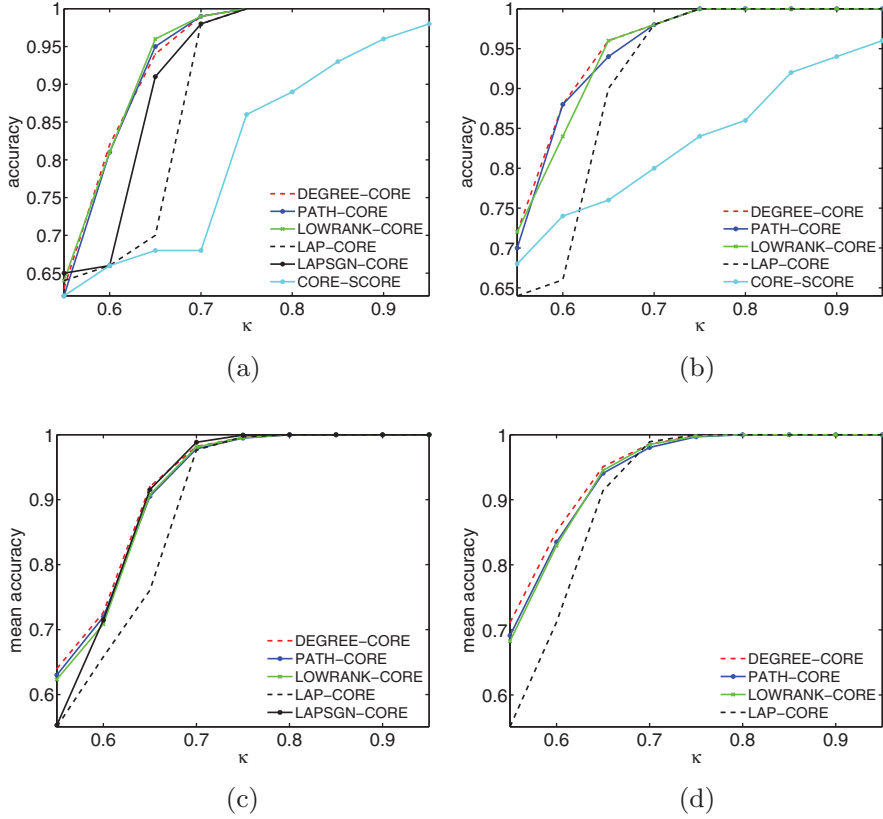 1
0.95
0.9
0.85
0.8
0.75
0.7
0.65
accuracy
0.6 0.7 0.8 0.9
κ
DEGREE−CORE
PATH−CORE
LOWRANK−CORE
LAP−CORE
LAPSGN−CORE
CORE−SCORE
(a)
1
0.95
0.9
0.85
0.8
0.75
0.7
0.65
accuracy
0.6 0.7 0.8 0.9
κ
DEGREE−CORE
PATH−CORE
LOWRANK−CORE
LAP−CORE
CORE−SCORE
(b)
1
0.9
0.8
0.7
0.6
mean accuracy
0.6 0.7 0.8 0.9
κ
DEGREE−CORE
PATH−CORE
LOWRANK−CORE
LAP−CORE
LAPSGN−CORE
(c)
1
0.9
0.8
0.7
0.6
mean accuracy
0.6 0.7 0.8 0.9
κ
DEGREE−CORE
PATH−CORE
LOWRANK−CORE
LAP−CORE
(d)